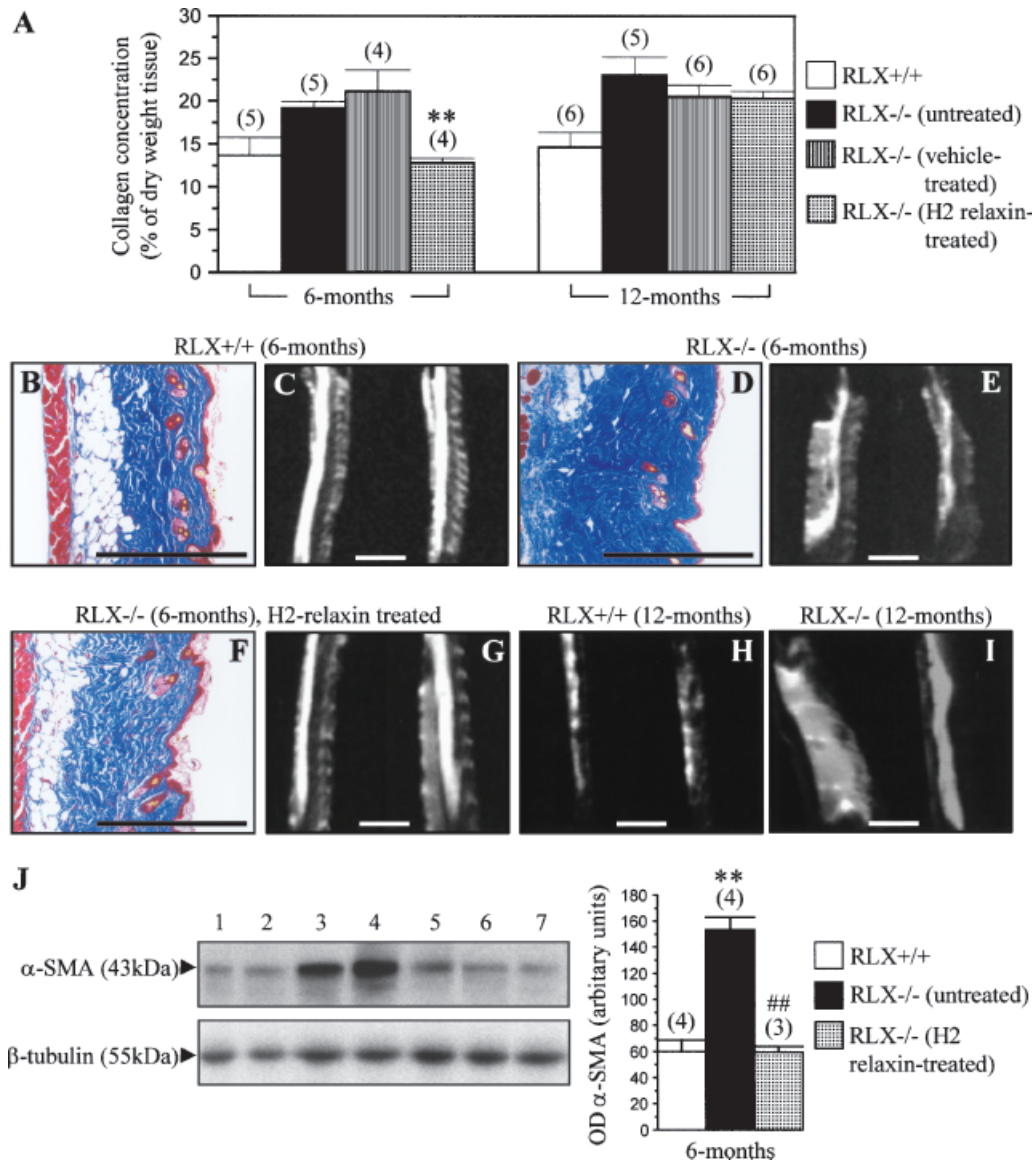 A
Collagen concentration
(% of dry weight tissue)
30
25
20
15
10
5
0
(5)
(5)
(4)
**
(4)
(6)
(5)
(6)
(6)
6-months
12-months
RLX+/+
RLX-/- (untreated)
RLX-/- (vehicle-
treated)
RLX-/- (H2 relaxin-
treated)
RLX+/+ (6-months)
RLX-/- (6-months)
B
C
D
E
RLX-/- (6-months), H2-relaxin treated
RLX+/+ (12-months)
RLX-/- (12-months)
F
G
H
I
J
1 2 3 4 5 6 7
α-SMA (43kDa)
β-tubulin (55kDa)
OD α-SMA (arbitary units)
180
160
140
120
100
80
60
40
20
0
(4)
**
(4)
##
(3)
6-months
RLX+/+
RLX-/- (untreated)
RLX-/- (H2
relaxin-treated)